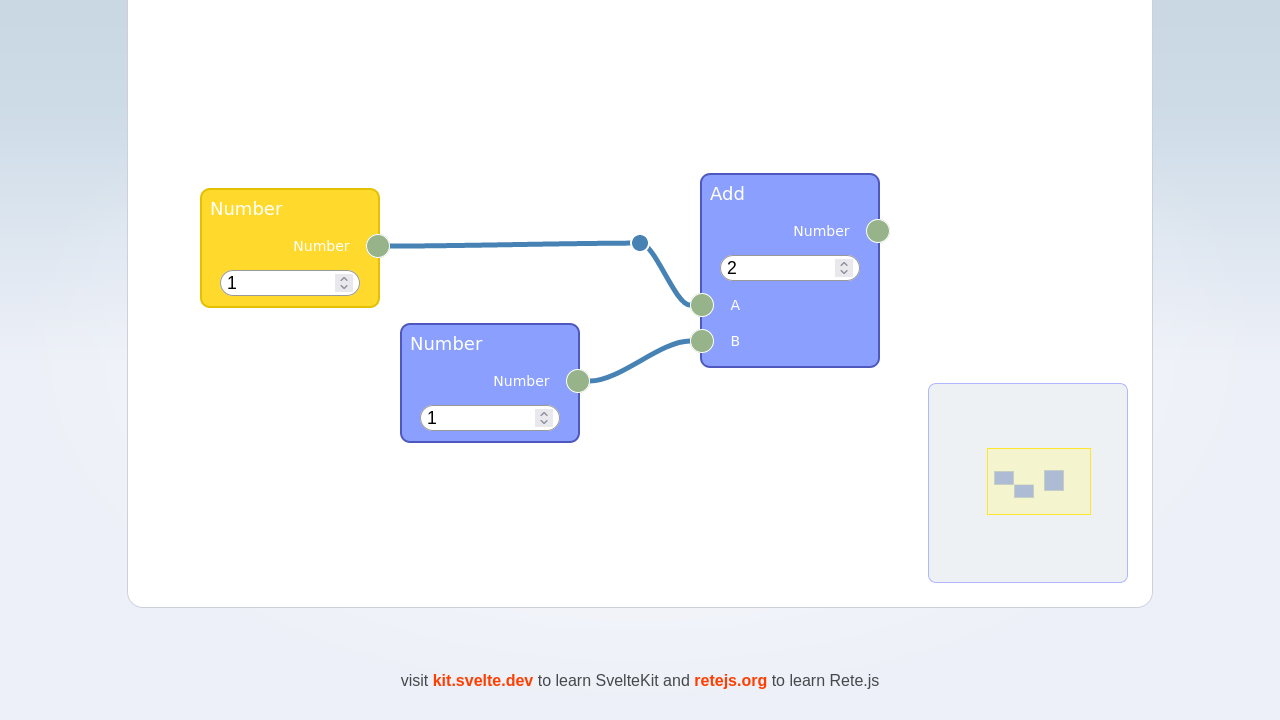 Number
Number
1
Number
Number
1
Add
Number
2
A
B
visit kit.svelte.dev to learn SvelteKit and retejs.org to learn Rete.js